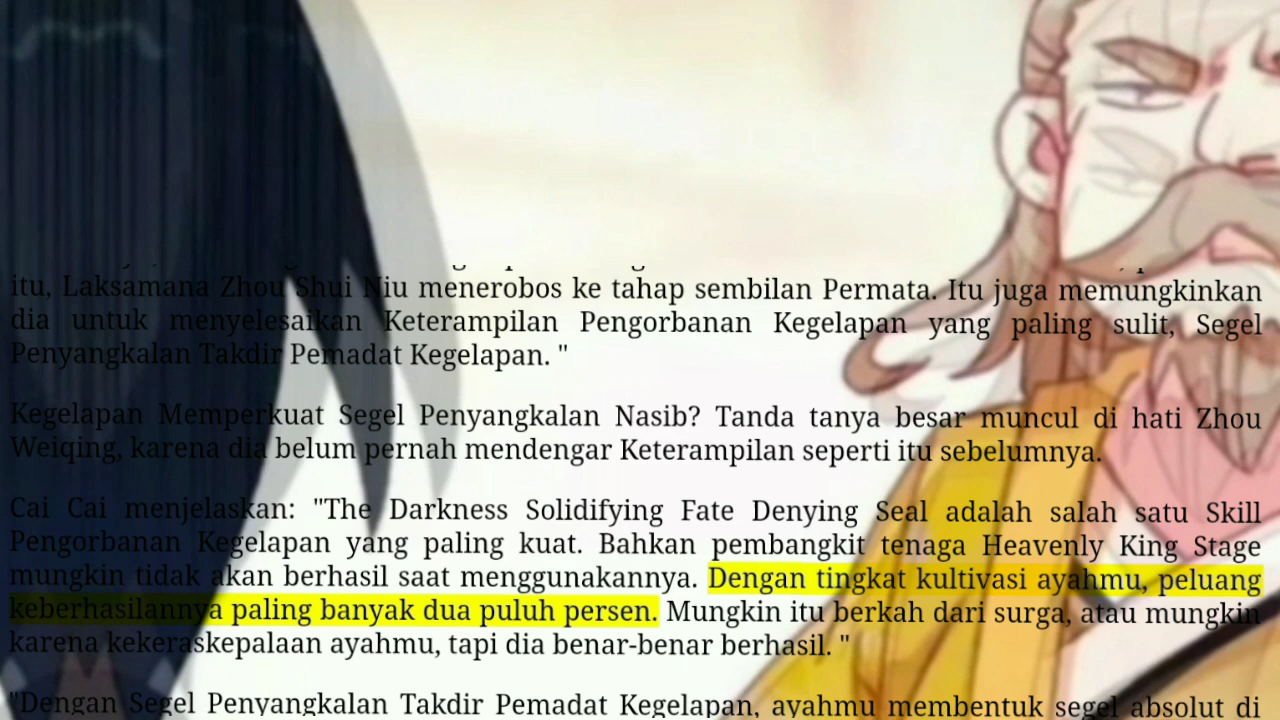 itu, Laksamana Zhou Shui Niu menerobos ke tahap sembilan Permata. Itu juga memungkinkan
dia untuk menyelesaikan Keterampilan Pengorbanan Kegelapan yang paling sulit, Segel
Penyangkalan Takdir Pemadat Kegelapan. "
Kegelapan Memperkuat Segel Penyangkalan Nasib? Tanda tanya besar muncul di hati Zhou
Weiqing, karena dia belum pernah mendengar Keterampilan seperti itu sebelumnya.
Cai Cai menjelaskan: "The Darkness Solidifying Fate Denying Seal adalah salah satu Skill
Pengorbanan Kegelapan yang paling kuat. Bahkan pembangkit tenaga Heavenly King Stage
mungkin tidak akan berhasil saat menggunakannya. Dengan tingkat kultivasi ayahmu, peluang
keberhasilannya paling banyak dua puluh persen. Mungkin itu berkah dari surga, atau mungkin
karena kekeraskepalaan ayahmu, tapi dia benar-benar berhasil. "
"Dengan Segel Penyangkalan Takdir Pemadat Kegelapan, ayahmu membentuk segel absolut di